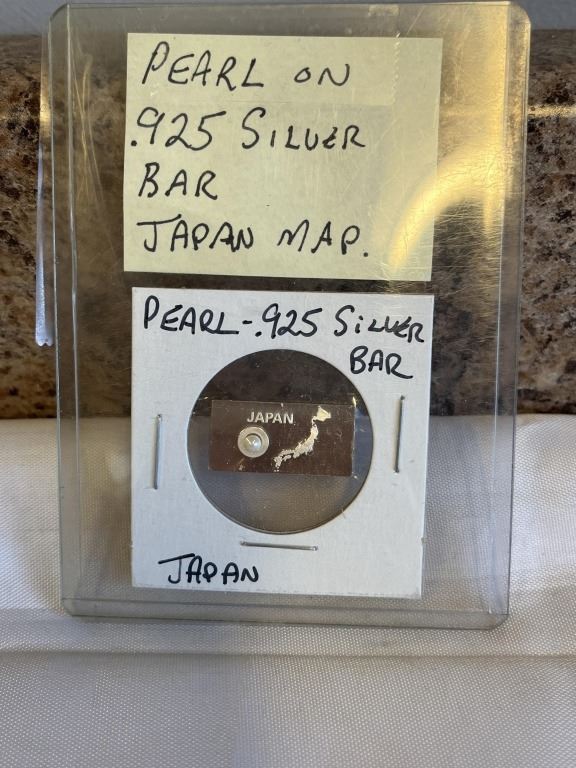 PEARL ON
.925 SILVER
BAR
JAPAN MAP.
PEARL-.925 SILVER
BAR
JAPAN
JAPAN